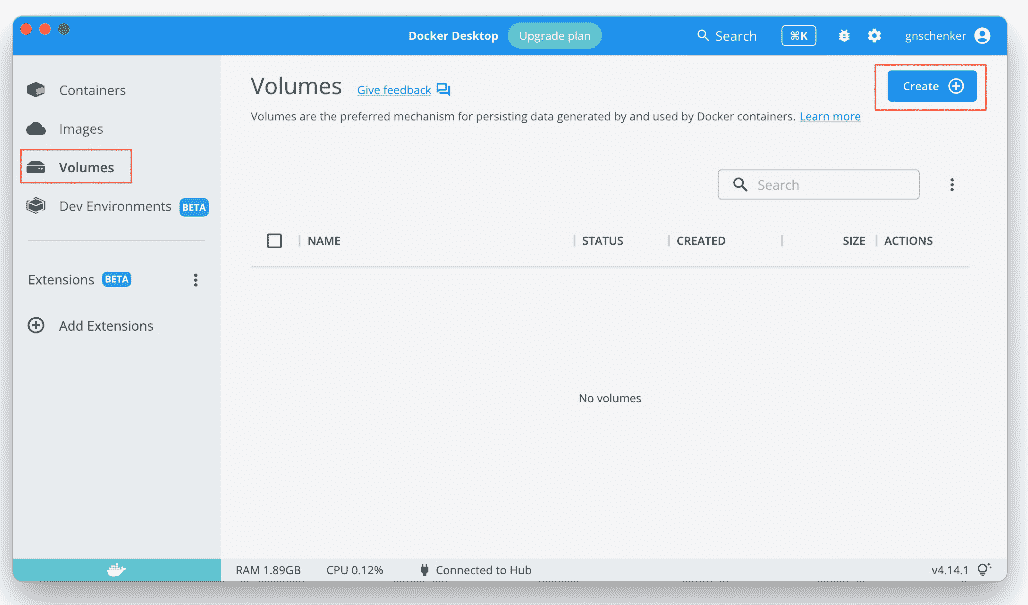 Docker Desktop Upgrade plan Search ⌘K gnschenker
Containers
Images
Volumes
Dev Environments BETA
Extensions BETA
Add Extensions
Volumes Give feedback Create
Volumes are the preferred mechanism for persisting data generated by and used by Docker containers. Learn more
Search
NAME STATUS CREATED SIZE ACTIONS
No volumes
RAM 1.89GB CPU 0.12% Connected to Hub v4.14.1